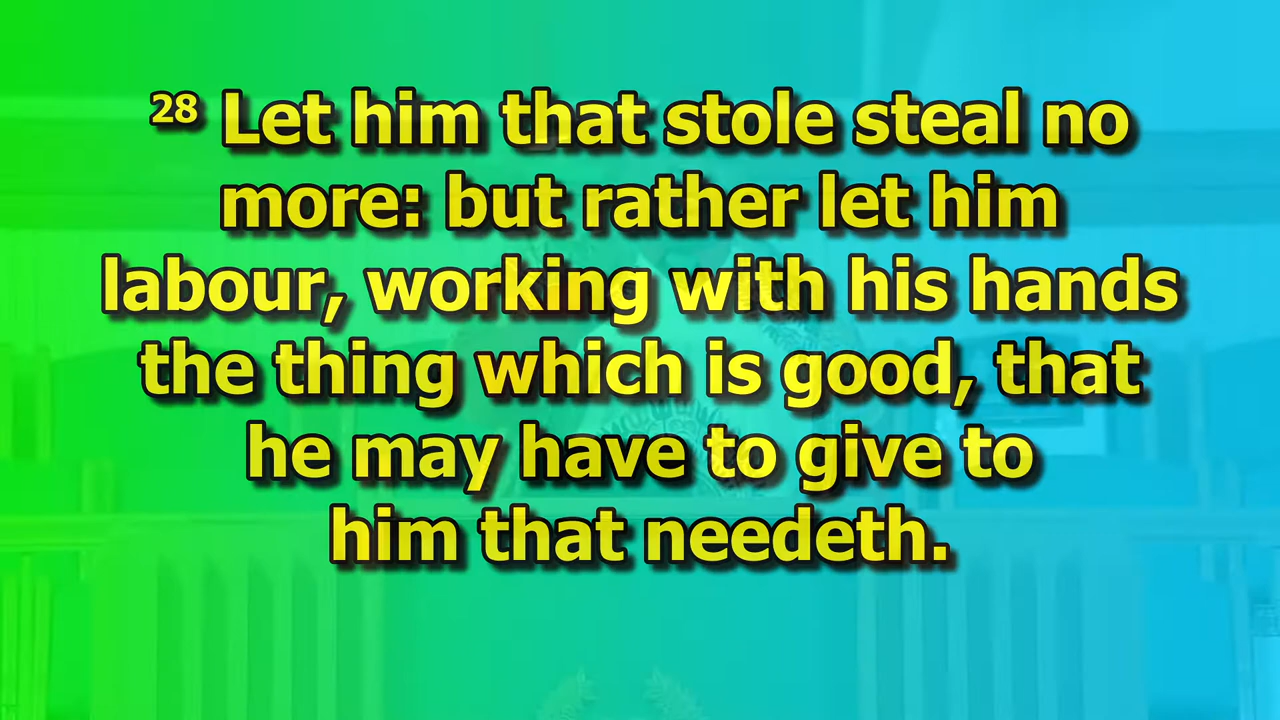 28 Let him that stole steal no
more: but rather let him
labour, working with his hands
the thing which is good, that
he may have to give to
him that needeth.